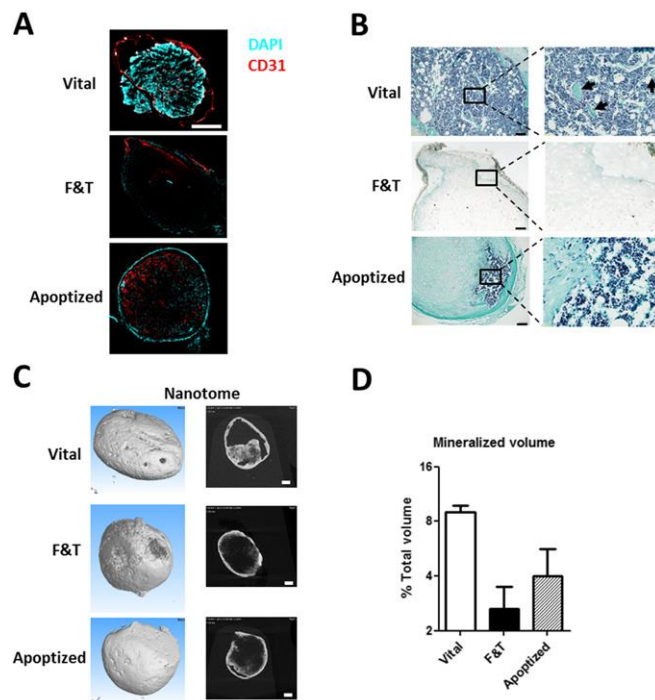 A
DAPI
CD31
Vital
F&T
Apoptized
B
Vital
F&T
Apoptized
C
Nanotome
Vital
F&T
Apoptized
D
Mineralized volume
% Total volume
16
8
4
2
Vital
F&T
Apoptized